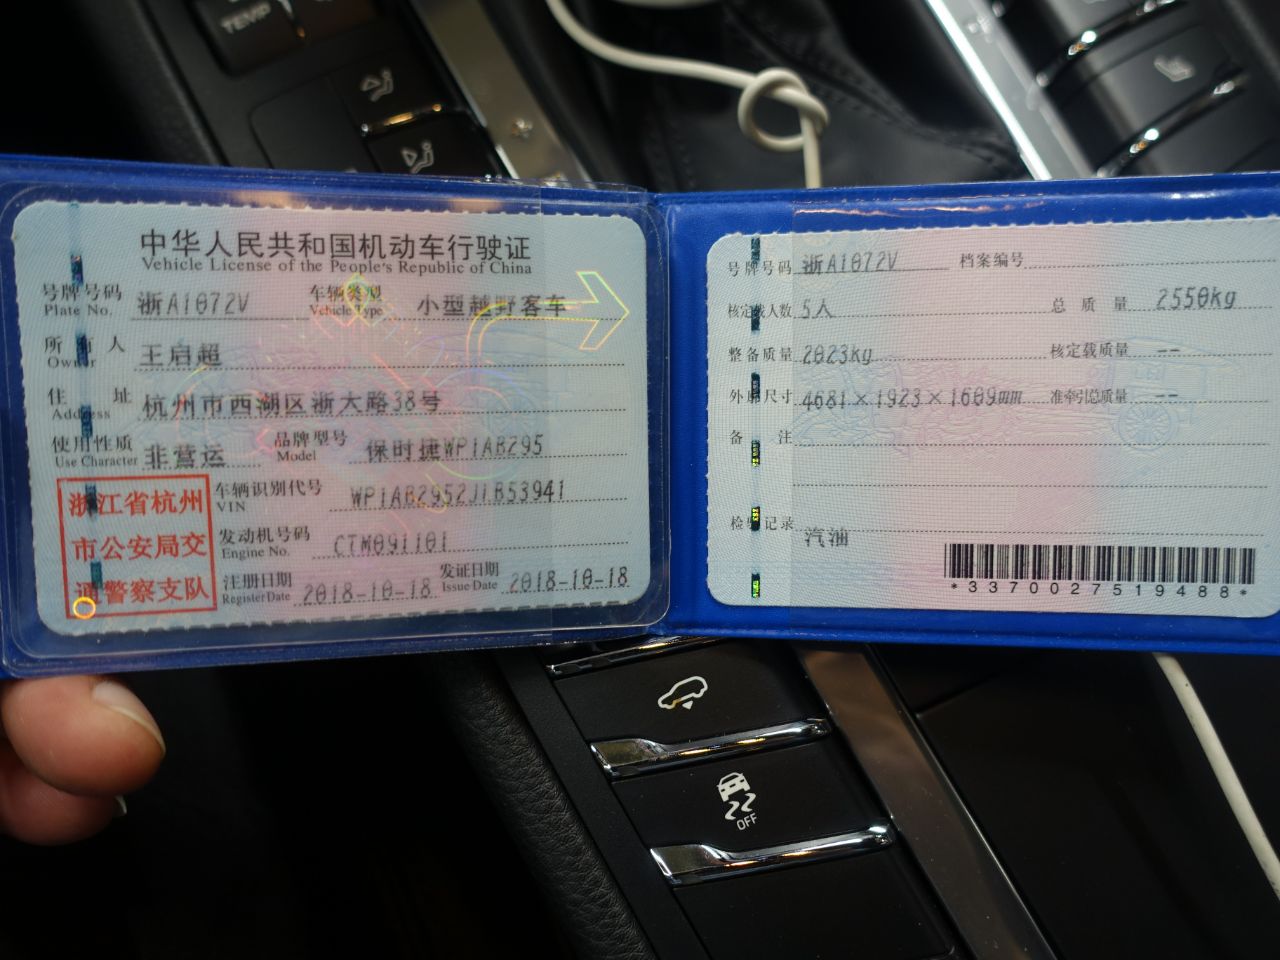 TEMP
中华人民共和国机动车行驶证
Vehicle License of the People's Republic of China
号牌号码 浙A1072V 车辆类型 小型越野客车
Plate No. Vehicle Type
所有人 王启超
Owner
住址 杭州市西湖区浙大路38号
Address
使用性质 非营运 品牌型号 保时捷WP1AB295
Use Character Model
浙江省杭州
市公安局交
通警察支队
车辆识别代号 WP1AB2952JLB53941
VIN
发动机号码 CTM091101
Engine No.
注册日期 2018-10-18 发证日期 2018-10-18
Register Date Issue Date
号牌号码 浙A1072V 档案编号
核定载人数 5人 总质量 2550kg
整备质量 2023kg 核定载质量 --
外廓尺寸 4681×1923×1609mm 准牵引总质量 --
备注
检验记录 汽油
*3370027519488*
OFF